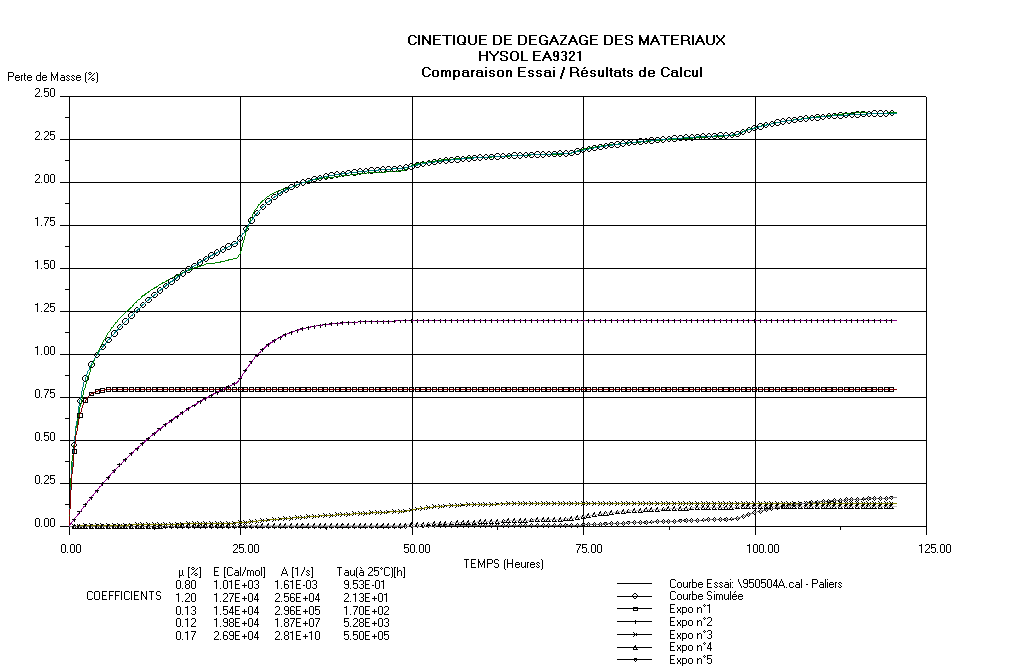 CINETIQUE DE DEGAZAGE DES MATERIAUX
HYSOL EA9321
Comparaison Essai / Résultats de Calcul
Perte de Masse (%)
2.50
2.25
2.00
1.75
1.50
1.25
1.00
0.75
0.50
0.25
0.00
0.00 25.00 50.00 75.00 100.00 125.00
TEMPS (Heures)
µ [%] E [Cal/mol] A [1/s] Tau(à 25°C)[h]
0.80 1.01E+03 1.61E-03 9.53E-01
COEFFICIENTS 1.20 1.27E+04 2.56E+04 2.13E+01
0.13 1.54E+04 2.96E+05 1.70E+02
0.12 1.98E+04 1.87E+07 5.28E+03
0.17 2.69E+04 2.81E+10 5.50E+05
Courbe Essai: \950504A.cal - Paliers
Courbe Simulée
Expo n°1
Expo n°2
Expo n°3
Expo n°4
Expo n°5